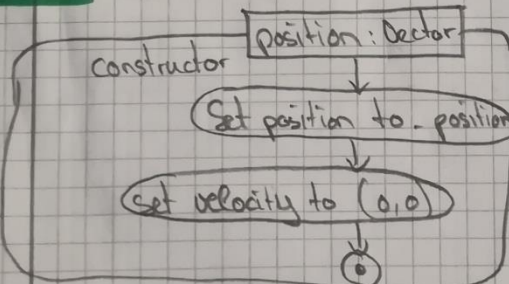 position: Vector
constructor
Set position to _position
Set velocity to (0,0)